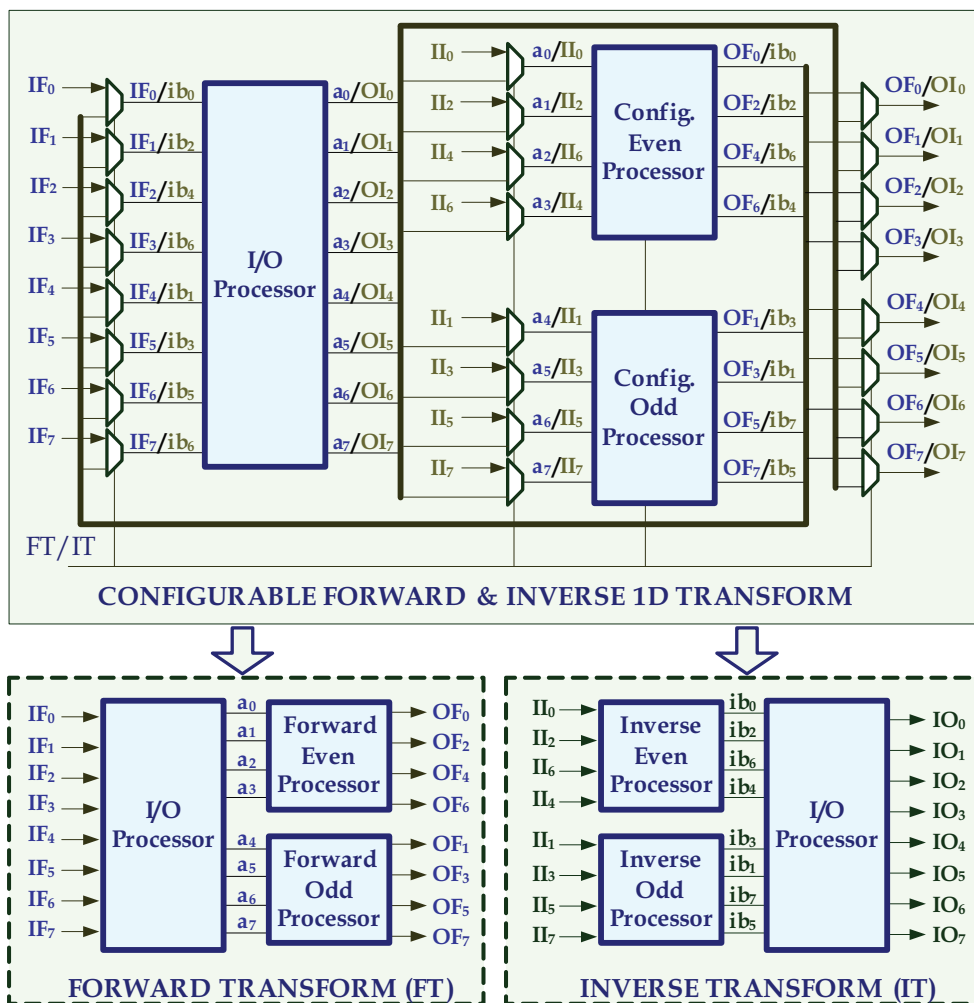 IF0
IF1
IF2
IF3
IF4
IF5
IF6
IF7
IF0/ib0
IF1/ib2
IF2/ib4
IF3/ib6
IF4/ib1
IF5/ib3
IF6/ib5
IF7/ib6
I/O
Processor
a0/OI0
a1/OI1
a2/OI2
a3/OI3
a4/OI4
a5/OI5
a6/OI6
a7/OI7
II0
II2
II4
II6
II1
II3
II5
II7
a0/II0
a1/II2
a2/II6
a3/II4
a4/II1
a5/II3
a6/II5
a7/II7
Config.
Even
Processor
Config.
Odd
Processor
OF0/ib0
OF2/ib2
OF4/ib6
OF6/ib4
OF1/ib3
OF3/ib1
OF5/ib7
OF7/ib5
OF0/OI0
OF1/OI1
OF2/OI2
OF3/OI3
OF4/OI4
OF5/OI5
OF6/OI6
OF7/OI7
FT/IT
CONFIGURABLE FORWARD & INVERSE 1D TRANSFORM
IF0
IF1
IF2
IF3
IF4
IF5
IF6
IF7
I/O
Processor
a0
a1
a2
a3
a4
a5
a6
a7
Forward
Even
Processor
Forward
Odd
Processor
OF0
OF2
OF4
OF6
OF1
OF3
OF5
OF7
FORWARD TRANSFORM (FT)
II0
II2
II6
II4
II1
II3
II5
II7
Inverse
Even
Processor
Inverse
Odd
Processor
ib0
ib2
ib6
ib4
ib3
ib1
ib7
ib5
I/O
Processor
IO0
IO1
IO2
IO3
IO4
IO5
IO6
IO7
INVERSE TRANSFORM (IT)